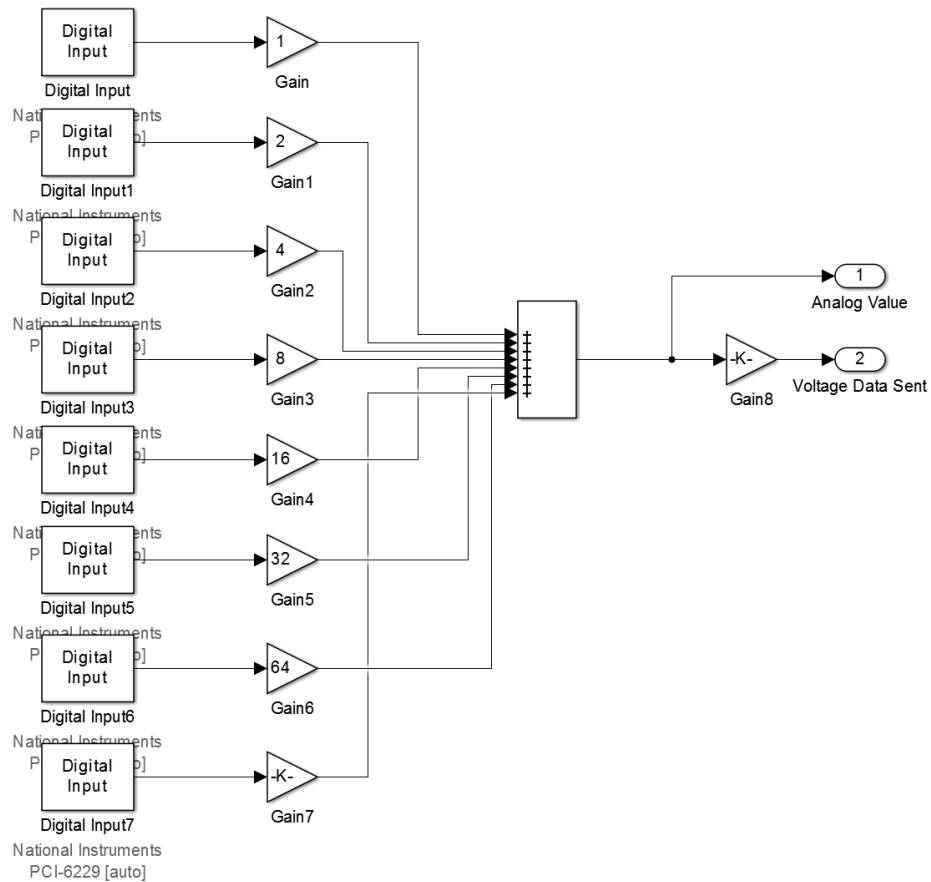 Digital
Input
1
Digital Input
Gain
Digital
Input
2
Digital Input1
Gain1
National Instruments
Digital
Input
4
Digital Input2
Gain2
1
Analog Value
National Instruments
Digital
Input
8
-K-
2
Digital Input3
Gain3
Gain8
Voltage Data Sent
Digital
Input
16
Digital Input4
Gain4
Digital
Input
32
Digital Input5
Gain5
National Instruments
Digital
Input
64
Digital Input6
Gain6
National Instruments
Digital
Input
-K-
Digital Input7
Gain7
National Instruments
PCI-6229 [auto]